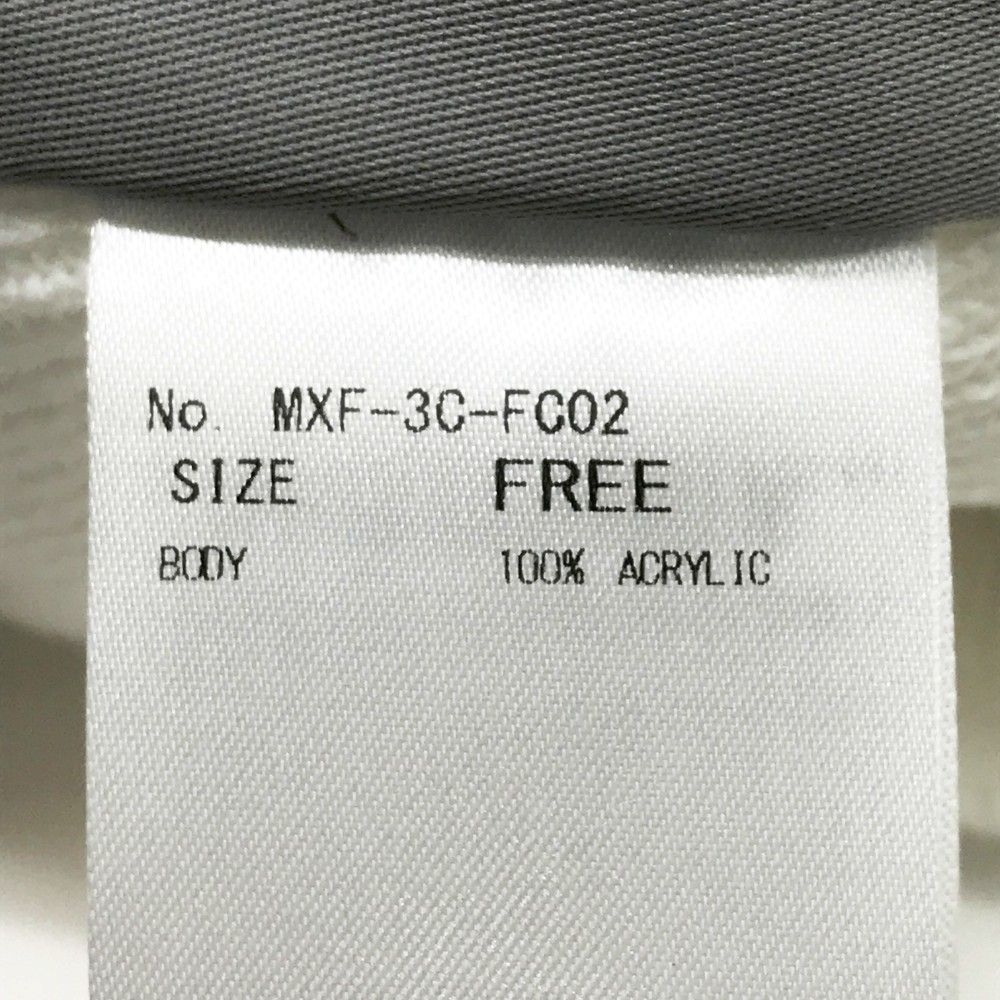 No. MXF-3C-FC02
SIZE FREE
BODY 100% ACRYLIC